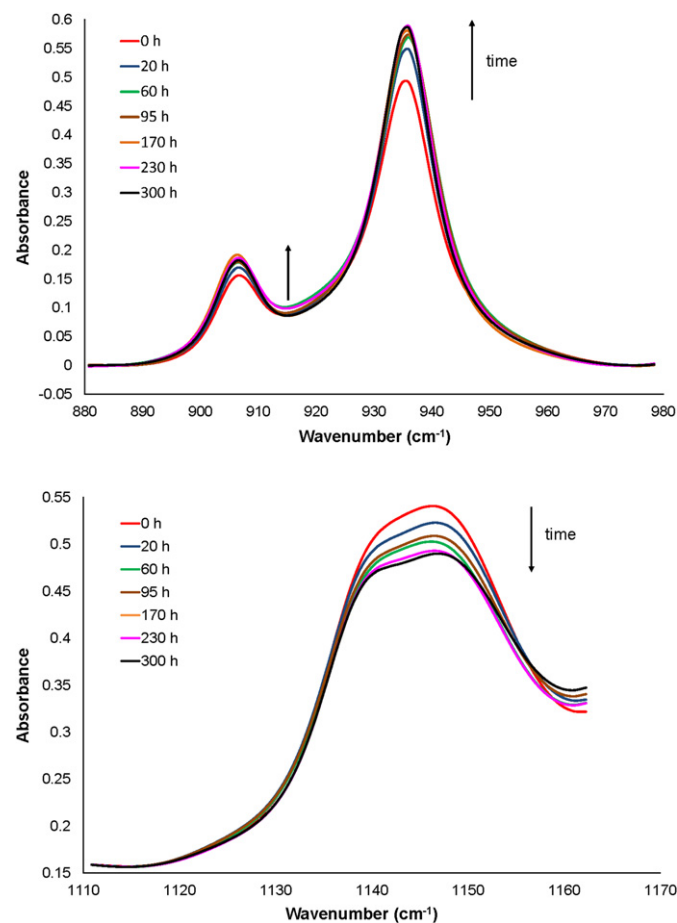 0.6
0.55
0.5
0.45
0.4
0.35
0.3
0.25
0.2
0.15
0.1
0.05
0
-0.05
Absorbance
0 h
20 h
60 h
95 h
170 h
230 h
300 h
time
880 890 900 910 920 930 940 950 960 970 980
Wavenumber (cm⁻¹)
0.55
0.5
0.45
0.4
0.35
0.3
0.25
0.2
0.15
Absorbance
0 h
20 h
60 h
95 h
170 h
230 h
300 h
time
1110 1120 1130 1140 1150 1160 1170
Wavenumber (cm⁻¹)